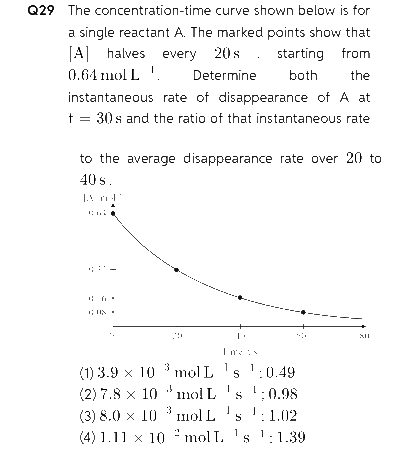 Q29 The concentration-time curve shown below is for
a single reactant A. The marked points show that
[A] halves every 20 s . starting from
0.64 mol L ¹. Determine both the
instantaneous rate of disappearance of A at
t = 30 s and the ratio of that instantaneous rate
to the average disappearance rate over 20 to
40 s.
(1) 3.9 × 10 ³ mol L ¹ s ¹ ; 0.49
(2) 7.8 × 10 ³ mol L ¹ s ¹ ; 0.98
(3) 8.0 × 10 ³ mol L ¹ s ¹ ; 1.02
(4) 1.11 × 10 ² mol L ¹ s ¹ ; 1.39